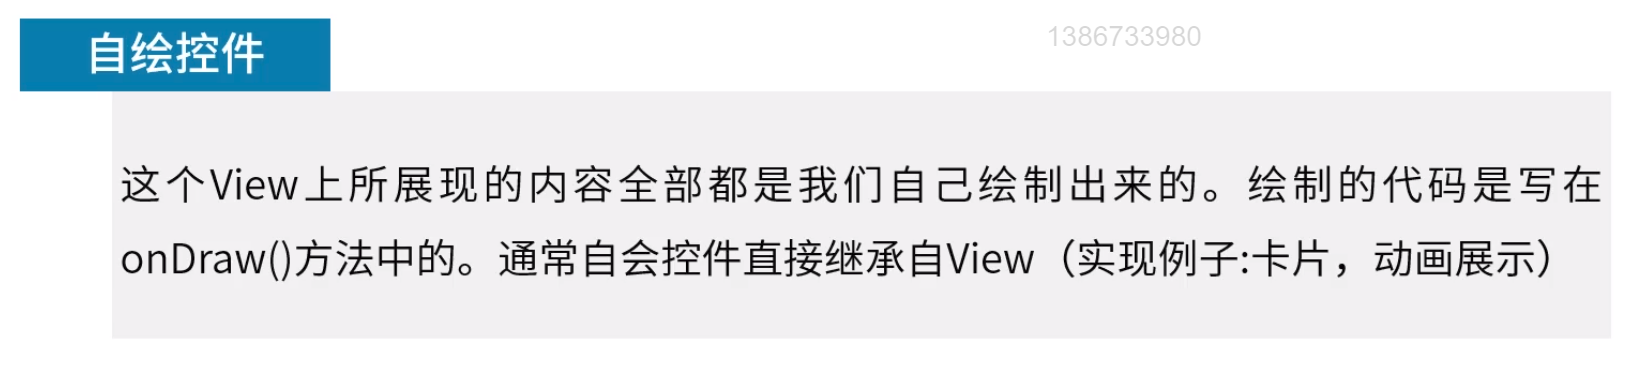 自绘控件
1386733980
这个View上所展现的内容全部都是我们自己绘制出来的。绘制的代码是写在
onDraw()方法中的。通常自会控件直接继承自View（实现例子:卡片，动画展示）